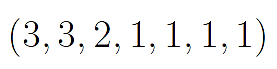 (3, 3, 2, 1, 1, 1, 1)